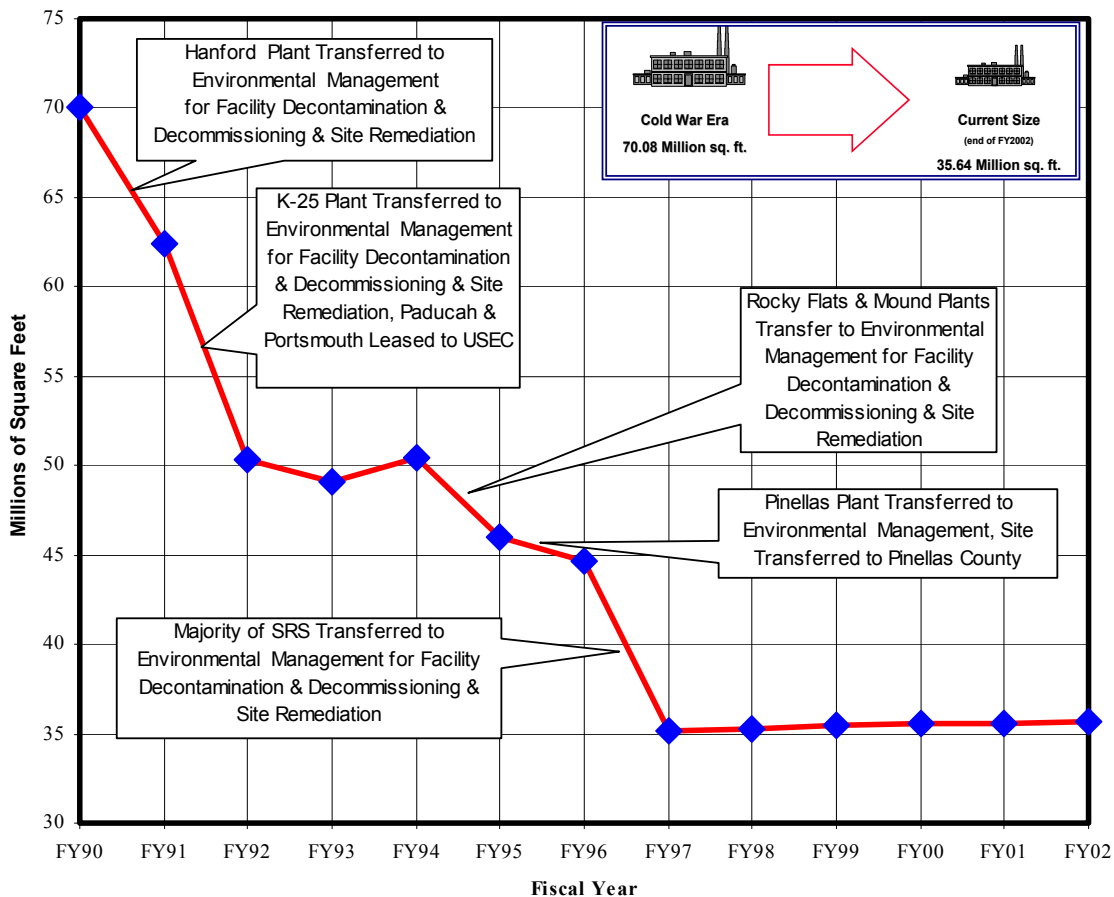 75
70
65
60
55
50
45
40
35
30
Millions of Square Feet
Hanford Plant Transferred to
Environmental Management
for Facility Decontamination &
Decommissioning & Site Remediation
K-25 Plant Transferred to
Environmental Management
for Facility Decontamination
& Decommissioning & Site
Remediation, Paducah &
Portsmouth Leased to USEC
Cold War Era
70.08 Million sq. ft.
Current Size
(end of FY2002)
35.64 Million sq. ft.
Rocky Flats & Mound Plants
Transfer to Environmental
Management for Facility
Decontamination &
Decommissioning & Site
Remediation
Pinellas Plant Transferred to
Environmental Management, Site
Transferred to Pinellas County
Majority of SRS Transferred to
Environmental Management for Facility
Decontamination & Decommissioning &
Site Remediation
FY90 FY91 FY92 FY93 FY94 FY95 FY96 FY97 FY98 FY99 FY00 FY01 FY02
Fiscal Year